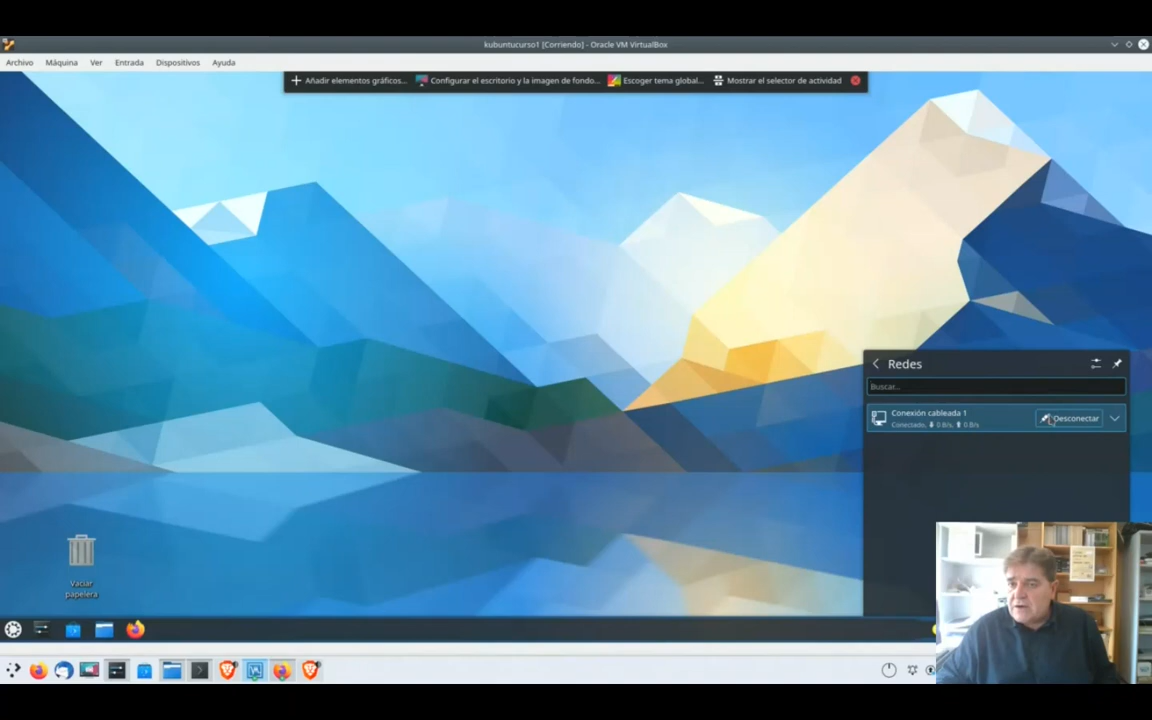 kubuntucurso1 [Corriendo] - Oracle VM VirtualBox
Archivo Máquina Ver Entrada Dispositivos Ayuda
Añadir elementos gráficos... Configurar el escritorio y la imagen de fondo... Escoger tema global... Mostrar el selector de actividad
Redes
Buscar...
Conexión cableada 1
Conectado, 0 B/s, 0 B/s
Desconectar
Vaciar
papelera